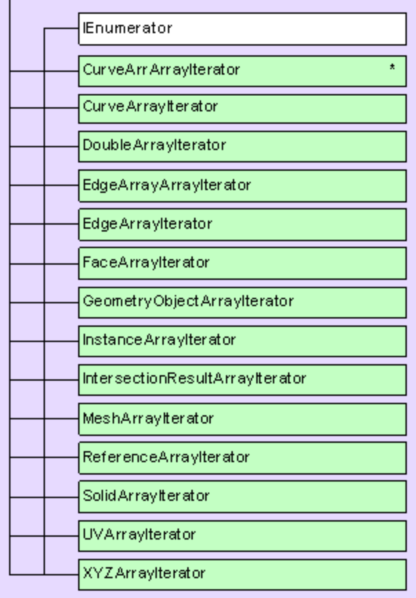 IEnumerator
CurveArrArrayIterator *
CurveArrayIterator
DoubleArrayIterator
EdgeArrayArrayIterator
EdgeArrayIterator
FaceArrayIterator
GeometryObjectArrayIterator
InstanceArrayIterator
IntersectionResultArrayIterator
MeshArrayIterator
ReferenceArrayIterator
SolidArrayIterator
UVArrayIterator
XYZArrayIterator